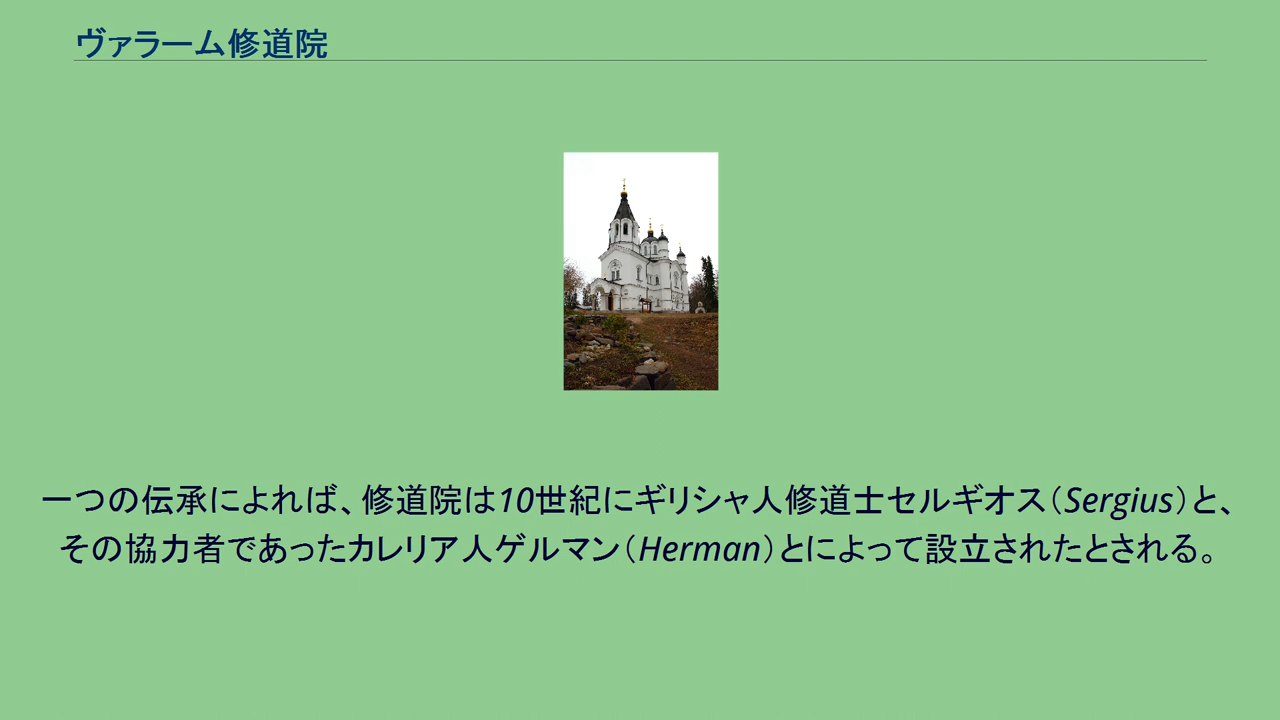 ヴァラーム修道院
一つの伝承によれば、修道院は10世紀にギリシャ人修道士セルギオス（Sergius）と、
その協力者であったカレリア人ゲルマン（Herman）とによって設立されたとされる。